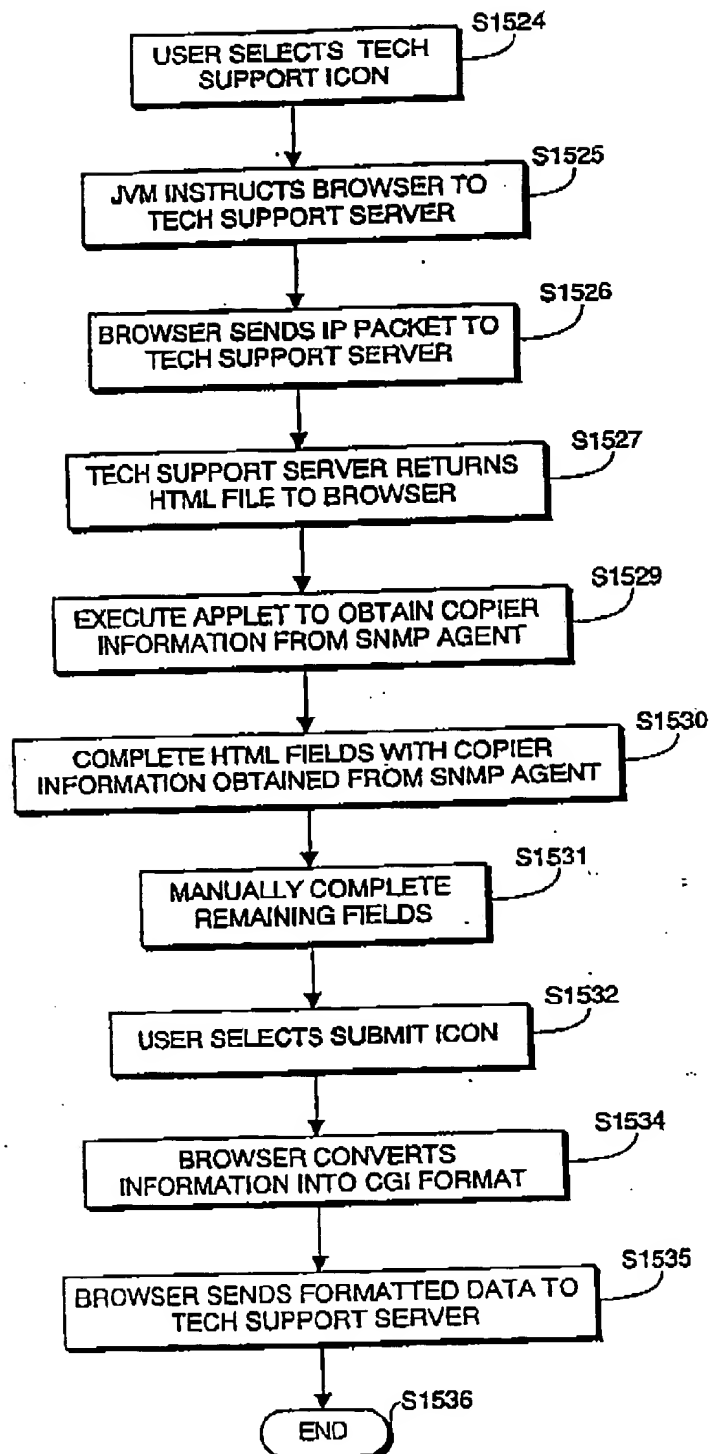 S1524
USER SELECTS TECH
SUPPORT ICON
S1525
JVM INSTRUCTS BROWSER TO
TECH SUPPORT SERVER
S1526
BROWSER SENDS IP PACKET TO
TECH SUPPORT SERVER
S1527
TECH SUPPORT SERVER RETURNS
HTML FILE TO BROWSER
S1529
EXECUTE APPLET TO OBTAIN COPIER
INFORMATION FROM SNMP AGENT
S1530
COMPLETE HTML FIELDS WITH COPIER
INFORMATION OBTAINED FROM SNMP AGENT
S1531
MANUALLY COMPLETE
REMAINING FIELDS
S1532
USER SELECTS SUBMIT ICON
S1534
BROWSER CONVERTS
INFORMATION INTO CGI FORMAT
S1535
BROWSER SENDS FORMATTED DATA TO
TECH SUPPORT SERVER
S1536
END